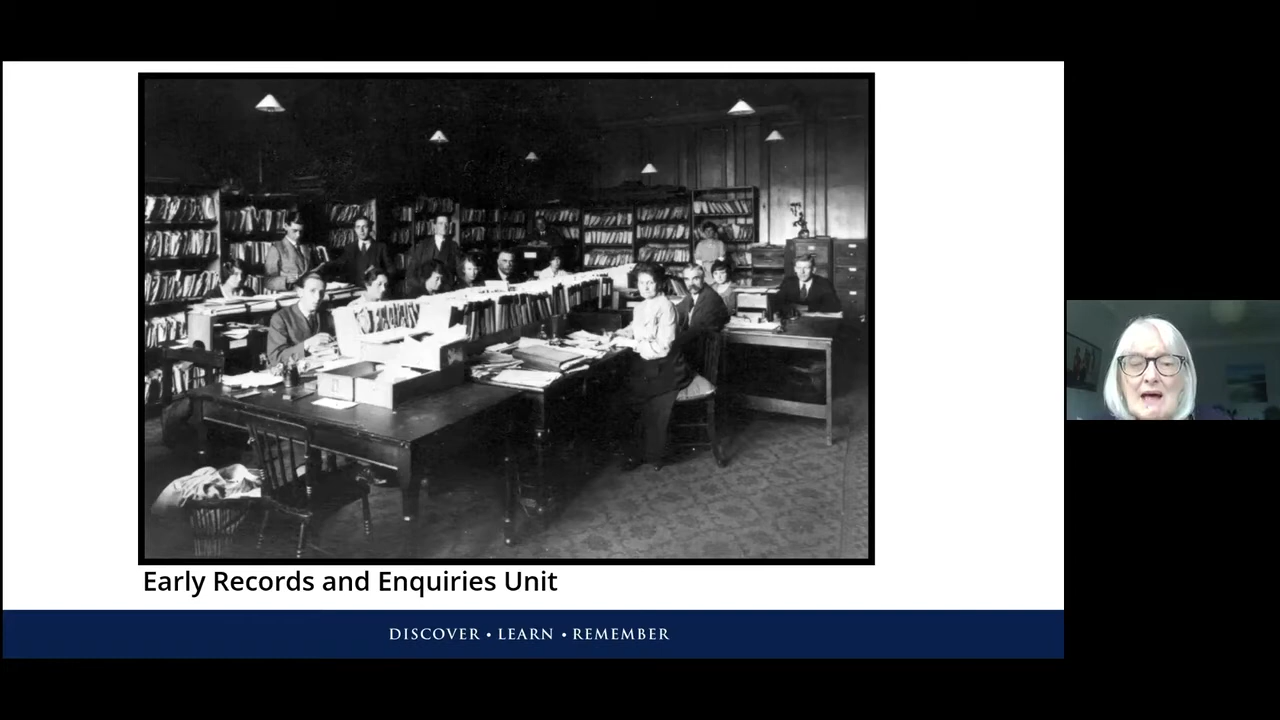 Early Records and Enquiries Unit
DISCOVER • LEARN • REMEMBER